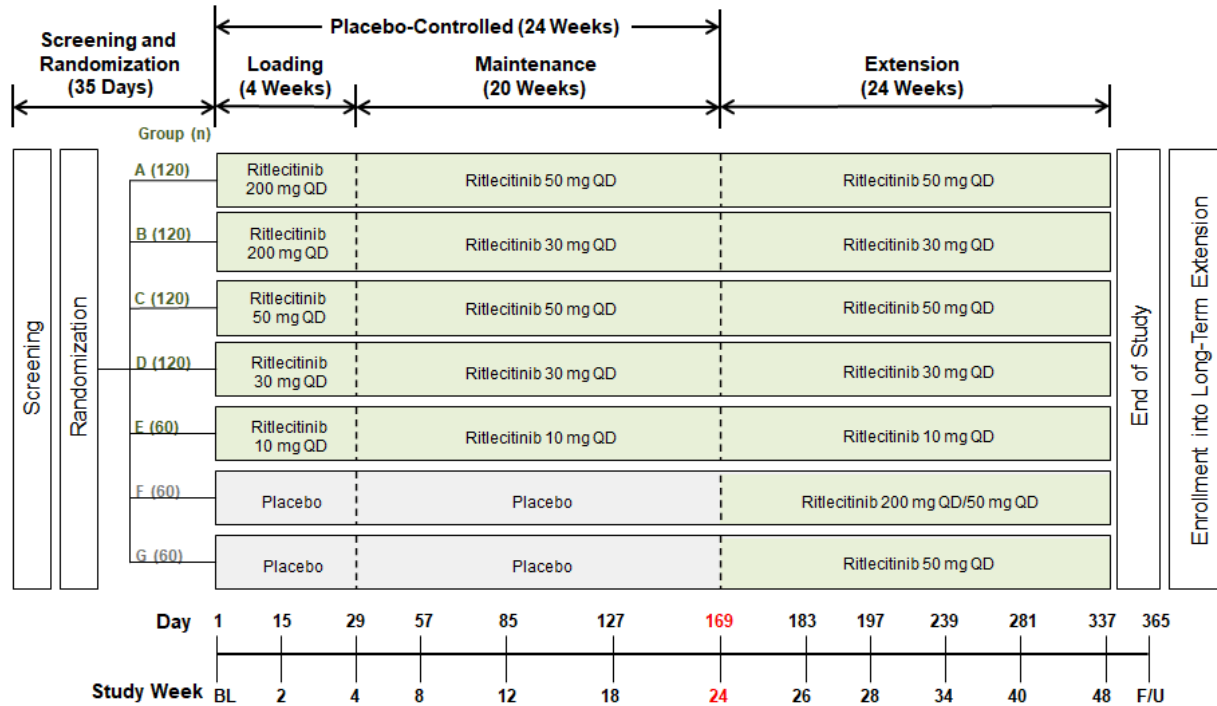 Placebo-Controlled (24 Weeks)
Screening and
Randomization
(35 Days)
Loading
(4 Weeks)
Maintenance
(20 Weeks)
Extension
(24 Weeks)
Group (n)
Screening
Randomization
A (120)
Ritlecitinib
200 mg QD
Ritlecitinib 50 mg QD
Ritlecitinib 50 mg QD
B (120)
Ritlecitinib
200 mg QD
Ritlecitinib 30 mg QD
Ritlecitinib 30 mg QD
C (120)
Ritlecitinib
50 mg QD
Ritlecitinib 50 mg QD
Ritlecitinib 50 mg QD
D (120)
Ritlecitinib
30 mg QD
Ritlecitinib 30 mg QD
Ritlecitinib 30 mg QD
E (60)
Ritlecitinib
10 mg QD
Ritlecitinib 10 mg QD
Ritlecitinib 10 mg QD
F (60)
Placebo
Placebo
Ritlecitinib 200 mg QD/50 mg QD
G (60)
Placebo
Placebo
Ritlecitinib 50 mg QD
End of Study
Enrollment into Long-Term Extension
Day 1 15 29 57 85 127 169 183 197 239 281 337 365
Study Week BL 2 4 8 12 18 24 26 28 34 40 48 F/U